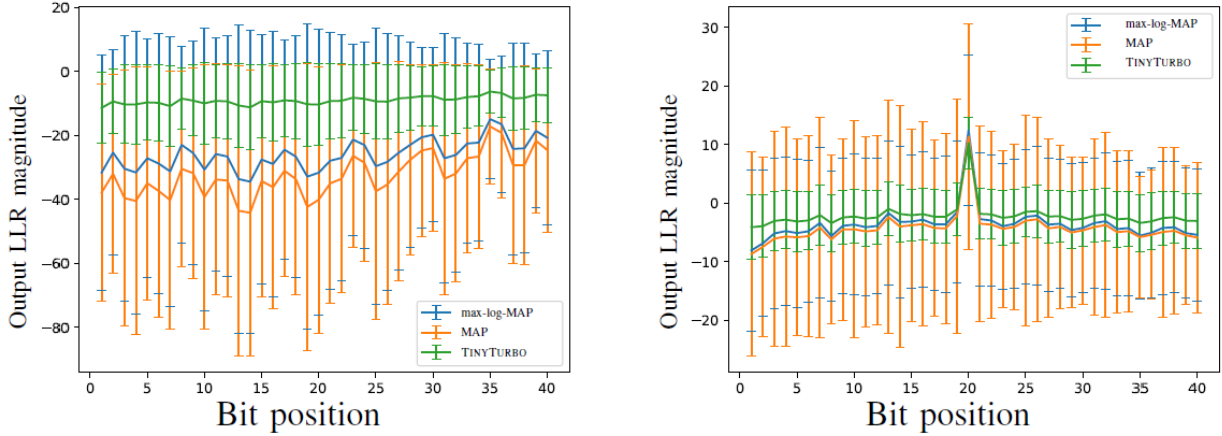 Output LLR magnitude
20
0
−20
−40
−60
−80
max-log-MAP
MAP
TINYTURBO
0 5 10 15 20 25 30 35 40
Bit position
Output LLR magnitude
30
20
10
0
−10
−20
max-log-MAP
MAP
TINYTURBO
0 5 10 15 20 25 30 35 40
Bit position